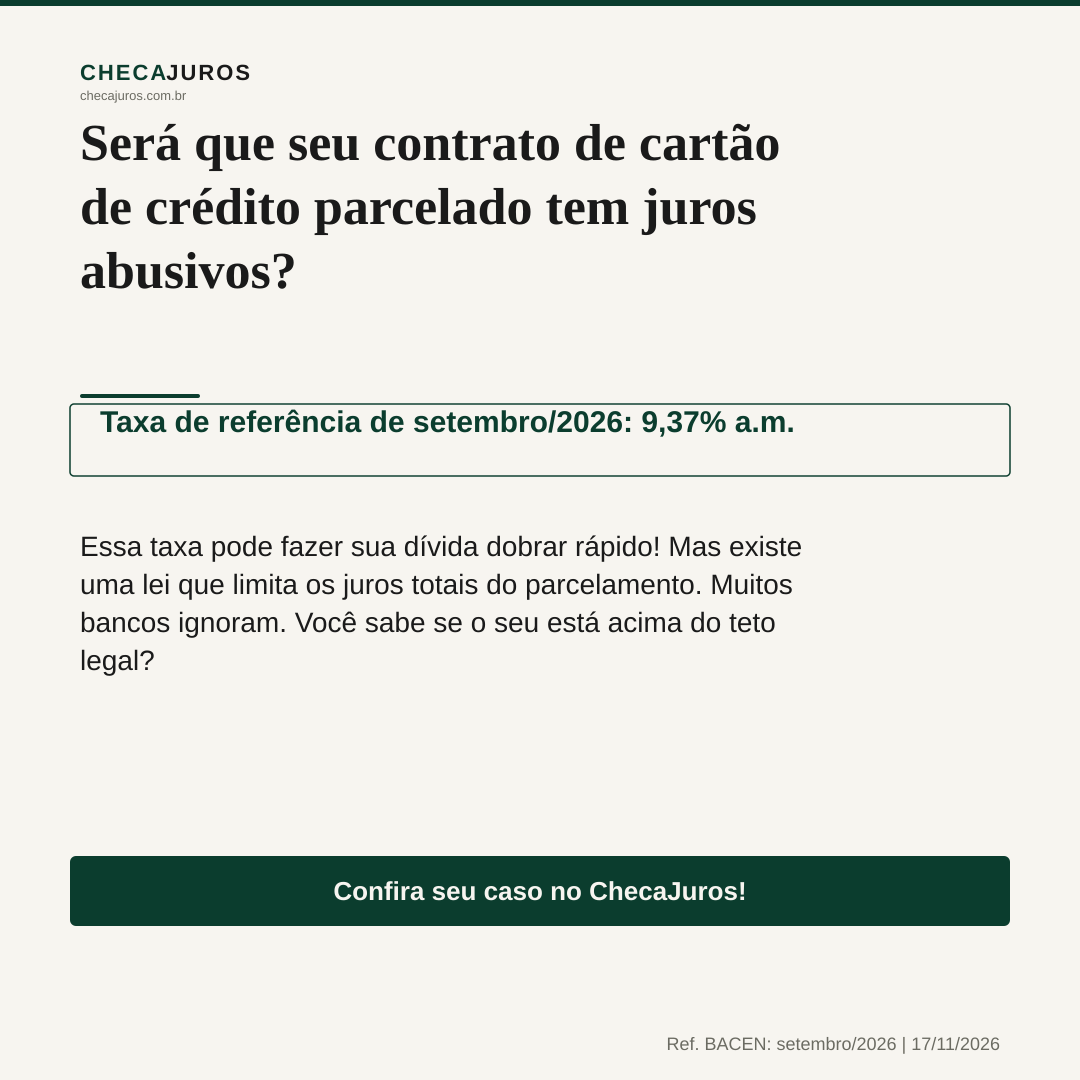 CHECAJUROS
checajuros.com.br
Será que seu contrato de cartão
de crédito parcelado tem juros
abusivos?
Taxa de referência de setembro/2026: 9,37% a.m.
Essa taxa pode fazer sua dívida dobrar rápido! Mas existe
uma lei que limita os juros totais do parcelamento. Muitos
bancos ignoram. Você sabe se o seu está acima do teto
legal?
Confira seu caso no ChecaJuros!
Ref. BACEN: setembro/2026 | 17/11/2026